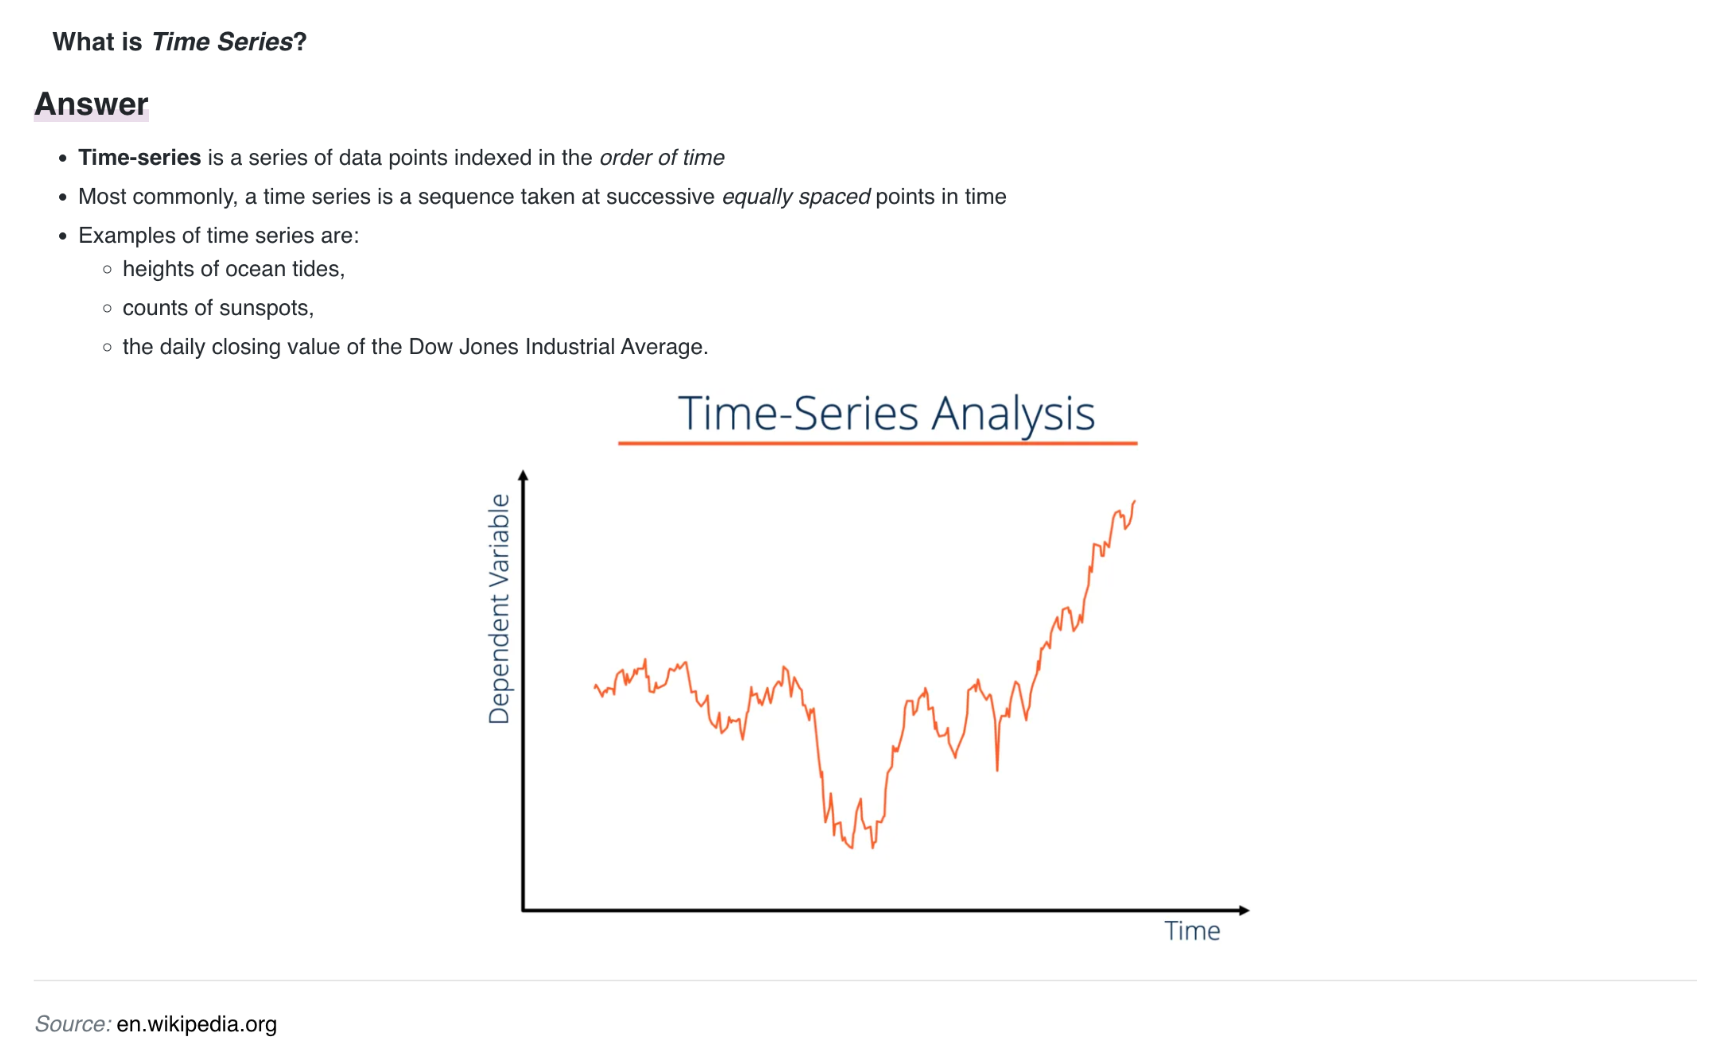 What is Time Series?
Answer
Time-series is a series of data points indexed in the order of time
Most commonly, a time series is a sequence taken at successive equally spaced points in time
Examples of time series are:
heights of ocean tides,
counts of sunspots,
the daily closing value of the Dow Jones Industrial Average.
Time-Series Analysis
Dependent Variable
Time
Source: en.wikipedia.org